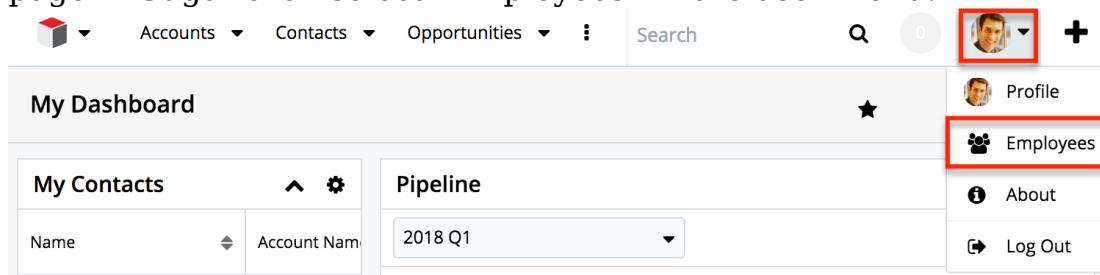 Accounts Contacts Opportunities Search 0
My Dashboard
Profile
Employees
My Contacts
Pipeline
About
Name
Account Nam
2018 Q1
Log Out